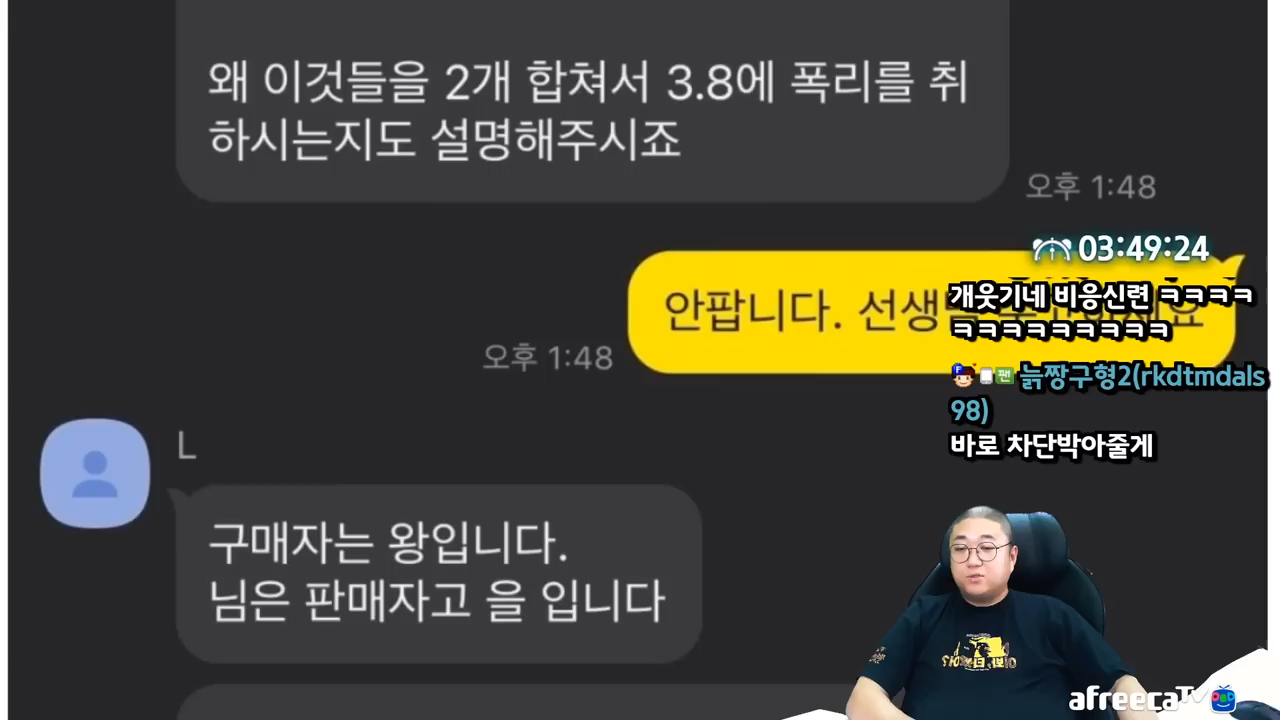 왜 이것들을 2개 합쳐서 3.8에 폭리를 취
하시는지도 설명해주시죠
오후 1:48
03:49:24
안팝니다. 선생
오후 1:48
개웃기네 비응신련 ㅋㅋㅋㅋ
ㅋㅋㅋㅋㅋㅋㅋㅋㅋ
F 팬 늙짱구형2(rkdtmdals
98)
바로 차단박아줄게
L
구매자는 왕입니다.
님은 판매자고 을 입니다
afreecaTV